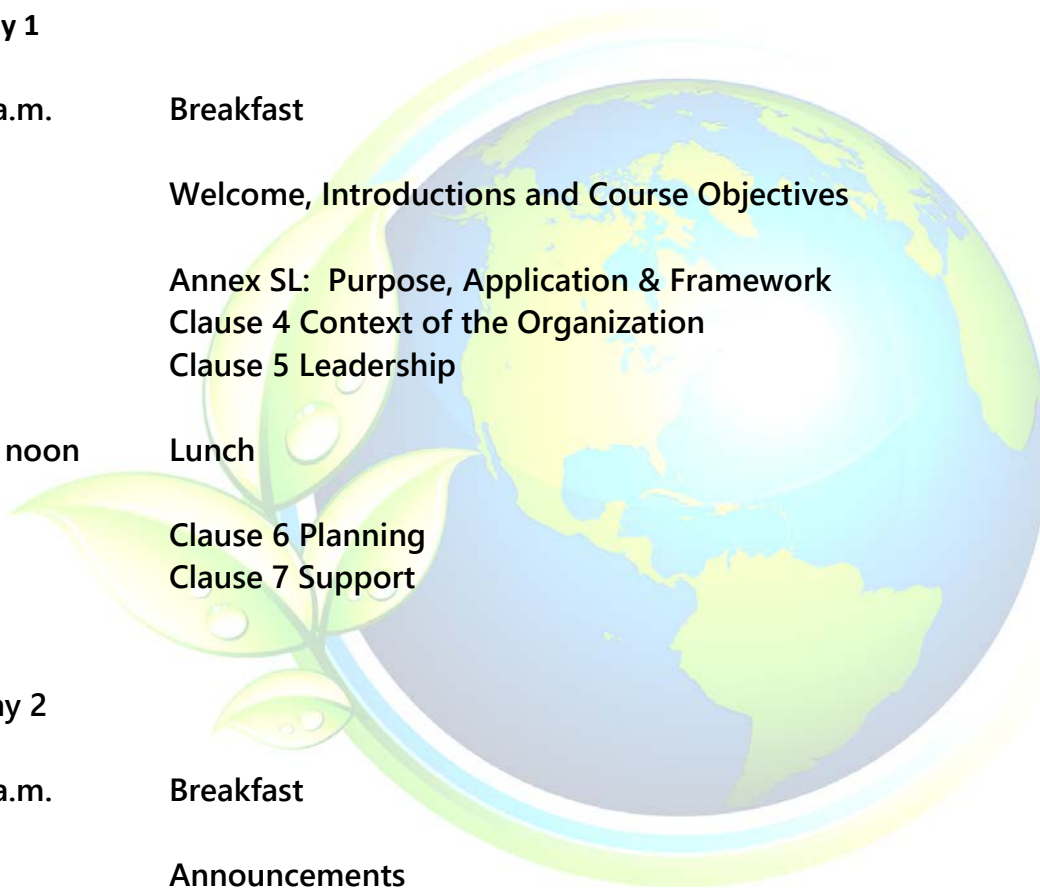 y 1
a.m. Breakfast
Welcome, Introductions and Course Objectives
Annex SL: Purpose, Application & Framework
Clause 4 Context of the Organization
Clause 5 Leadership
noon Lunch
Clause 6 Planning
Clause 7 Support
ay 2
a.m. Breakfast
Announcements